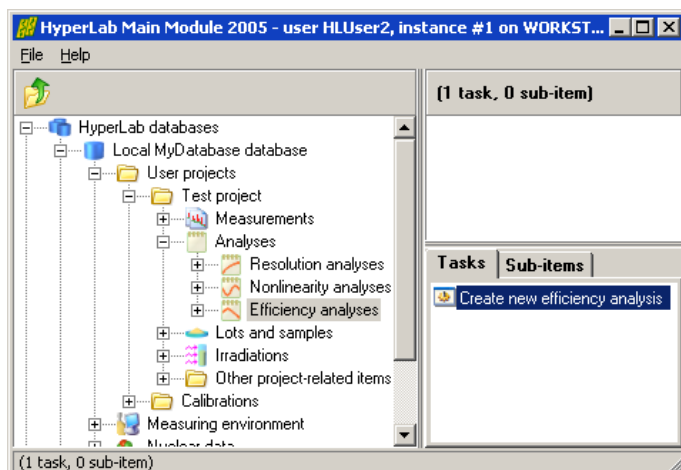 HyperLab Main Module 2005 - user HLUser2, instance #1 on WORKST...
File Help
(1 task, 0 sub-item)
HyperLab databases
Local MyDatabase database
User projects
Test project
Measurements
Analyses
Resolution analyses
Nonlinearity analyses
Efficiency analyses
Lots and samples
Irradiations
Other project-related items
Calibrations
Measuring environment
Nuclear data
Tasks Sub-items
Create new efficiency analysis
(1 task, 0 sub-item)